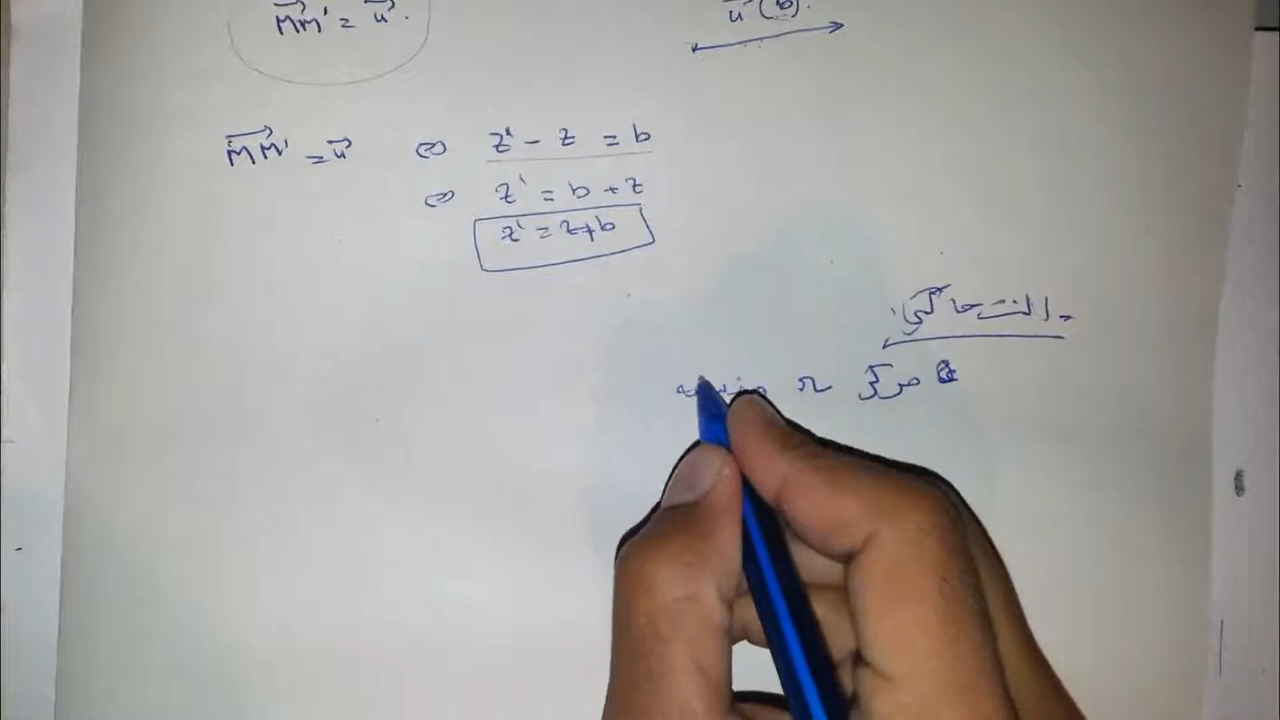 MM' = u.
u (b).
MM' = u ⇔ z' - z = b
⇔ z' = b + z
z' = z + b
- التحاكي:
مركز Ω